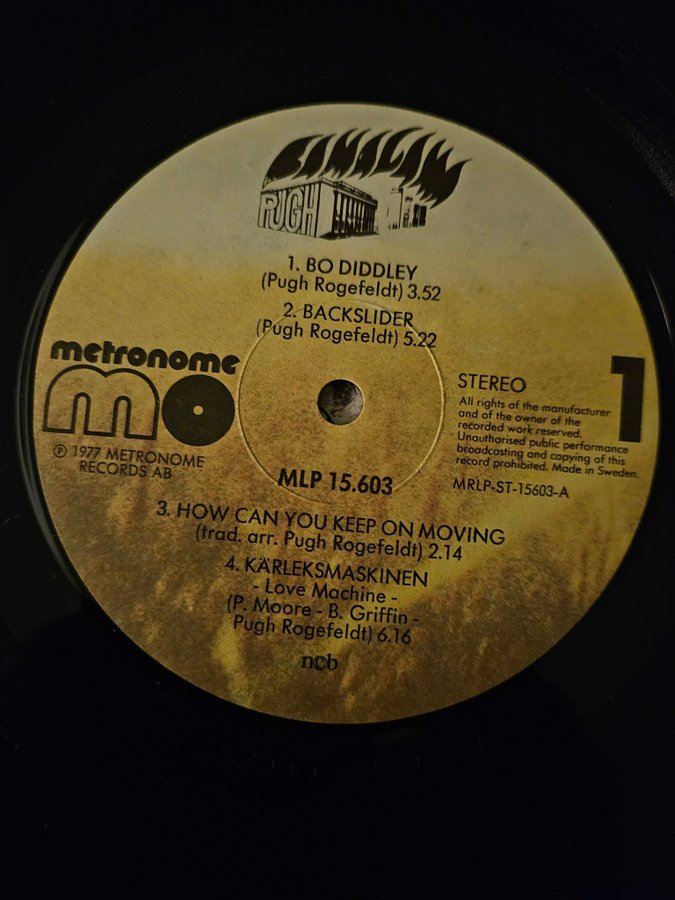 BAMALAM
PUGH
1. BO DIDDLEY
(Pugh Rogefeldt) 3.52
2. BACKSLIDER
(Pugh Rogefeldt) 5.22
metronome
mo
℗ 1977 METRONOME
RECORDS AB
STEREO
1
All rights of the manufacturer
and of the owner of the
recorded work reserved.
Unauthorised public performance
broadcasting and copying of this
record prohibited. Made in Sweden.
MRLP-ST-15603-A
MLP 15.603
3. HOW CAN YOU KEEP ON MOVING
(trad. arr. Pugh Rogefeldt) 2.14
4. KÄRLEKSMASKINEN
- Love Machine -
(P. Moore - B. Griffin -
Pugh Rogefeldt) 6.16
ncb